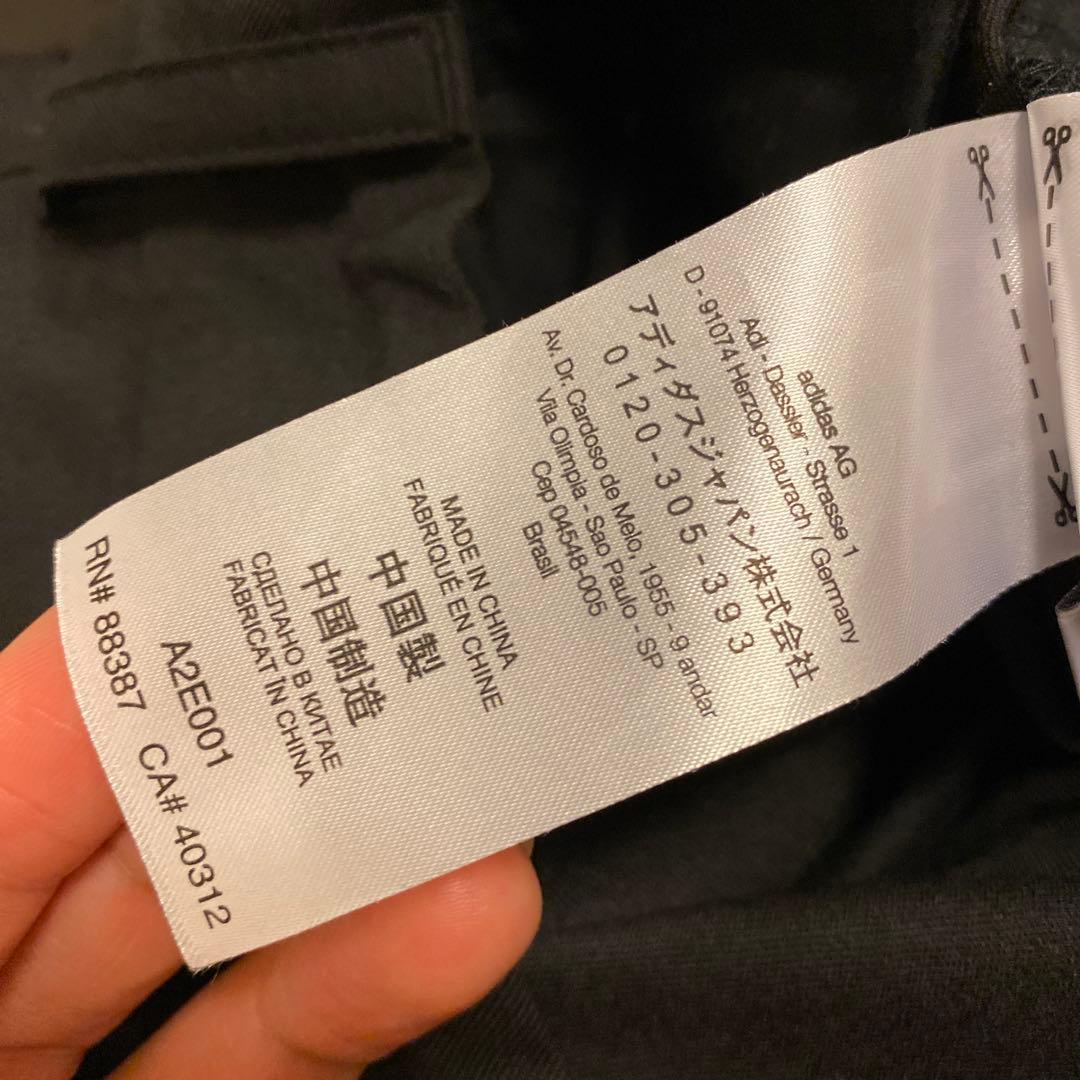 adidas AG
Adi - Dassler - Strasse 1
D - 91074 Herzogenaurach / Germany
アディダスジャパン株式会社
0120-305-393
Av. Dr. Cardoso de Melo, 1955 - 9 andar
Vila Olimpia - Sao Paulo - SP
Cep 04548-005
Brasil
MADE IN CHINA
FABRIQUÉ EN CHINE
中国製
中国制造
СДЕЛАНО В КИТАЕ
FABRICAT ÎN CHINA
A2E001
RN# 88387 CA# 40312